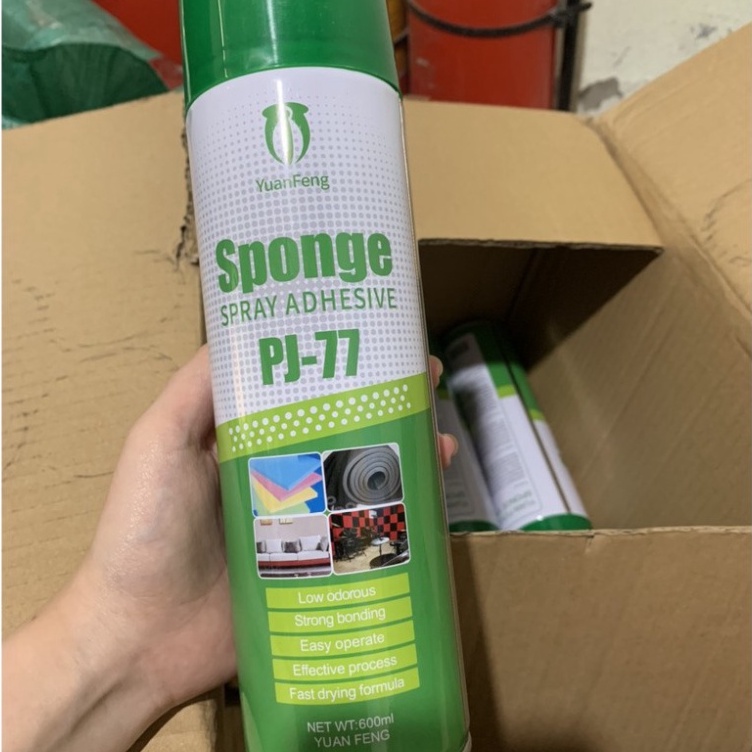 YuanFeng
Sponge
SPRAY ADHESIVE
PJ-77
Low odorous
Strong bonding
Easy operate
Effective process
Fast drying formula
NET WT:600ml
YUAN FENG